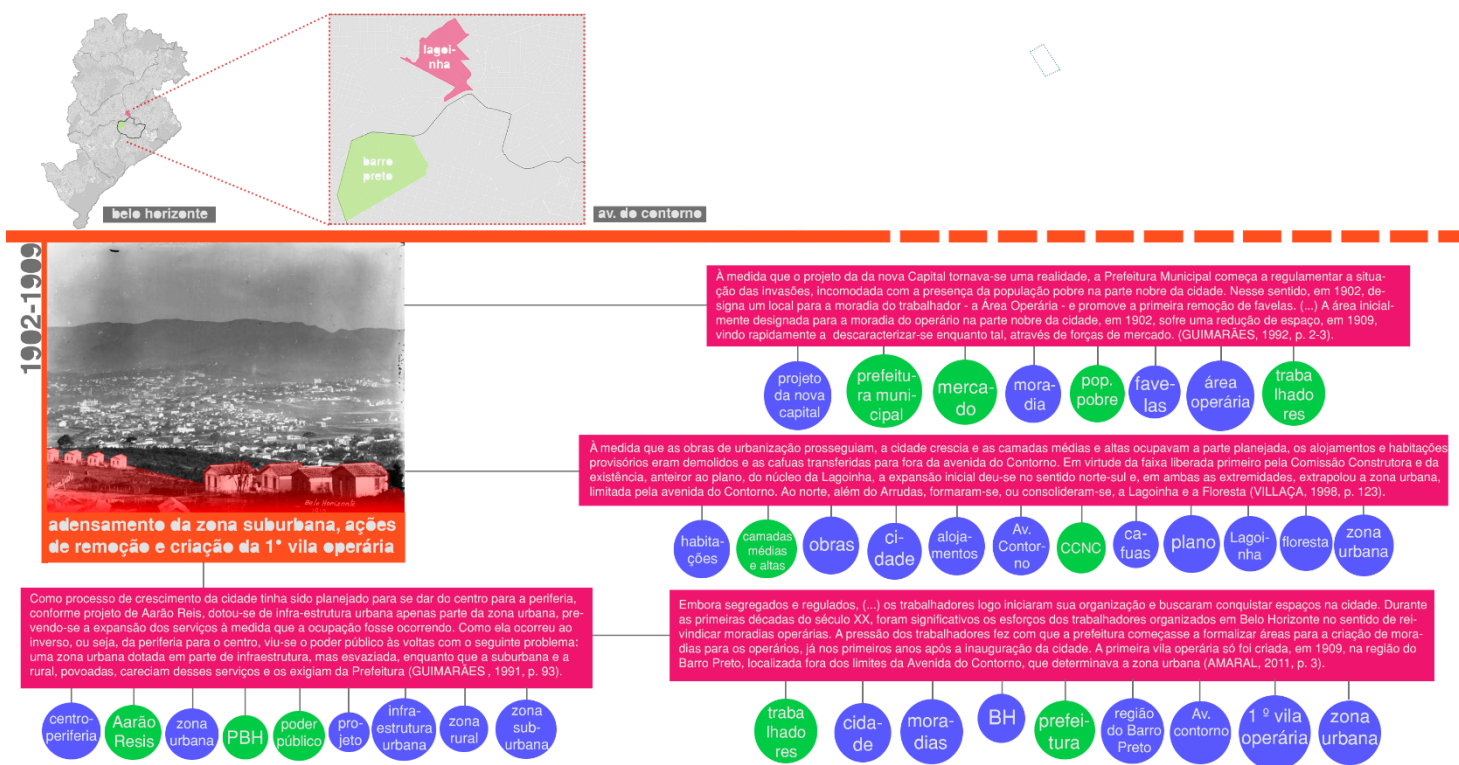 lagoi-
nha
barro
preto
belo horizonte
av. do contorno
1902-1909
Belo Horizonte
adensamento da zona suburbana, ações
de remoção e criação da 1° vila operária
À medida que o projeto da da nova Capital tornava-se uma realidade, a Prefeitura Municipal começa a regulamentar a situa-
ção das invasões, incomodada com a presença da população pobre na parte nobre da cidade. Nesse sentido, em 1902, de-
signa um local para a moradia do trabalhador - a Área Operária - e promove a primeira remoção de favelas. (...) A área inicial-
mente designada para a moradia do operário na parte nobre da cidade, em 1902, sofre uma redução de espaço, em 1909,
vindo rapidamente a descaracterizar-se enquanto tal, através de forças de mercado. (GUIMARÃES, 1992, p. 2-3).
projeto
da nova
capital
prefeitu-
ra muni-
cipal
merca-
do
mora-
dia
pop.
pobre
fave-
las
área
operária
traba
lhado
res
À medida que as obras de urbanização prosseguiam, a cidade crescia e as camadas médias e altas ocupavam a parte planejada, os alojamentos e habitações
provisórios eram demolidos e as cafuas transferidas para fora da avenida do Contorno. Em virtude da faixa liberada primeiro pela Comissão Construtora e da
existência, anteiror ao plano, do núcleo da Lagoinha, a expansão inicial deu-se no sentido norte-sul e, em ambas as extremidades, extrapolou a zona urbana,
limitada pela avenida do Contorno. Ao norte, além do Arrudas, formaram-se, ou consolideram-se, a Lagoinha e a Floresta (VILLAÇA, 1998, p. 123).
habita-
ções
camadas
médias
e altas
obras
ci-
dade
aloja-
mentos
Av.
Contor-
no
CCNC
ca-
fuas
plano
Lagoi-
nha
floresta
zona
urbana
Como processo de crescimento da cidade tinha sido planejado para se dar do centro para a periferia,
conforme projeto de Aarão Reis, dotou-se de infra-estrutura urbana apenas parte da zona urbana, pre-
vendo-se a expansão dos serviços à medida que a ocupação fosse ocorrendo. Como ela ocorreu ao
inverso, ou seja, da periferia para o centro, viu-se o poder público às voltas com o seguinte problema:
uma zona urbana dotada em parte de infraestrutura, mas esvaziada, enquanto que a suburbana e a
rural, povoadas, careciam desses serviços e os exigiam da Prefeitura (GUIMARÃES , 1991, p. 93).
centro-
periferia
Aarão
Resis
zona
urbana
PBH
poder
público
pro-
jeto
infra-
estrutura
urbana
zona
rural
zona
sub-
urbana
Embora segregados e regulados, (...) os trabalhadores logo iniciaram sua organização e buscaram conquistar espaços na cidade. Durante
as primeiras décadas do século XX, foram significativos os esforços dos trabalhadores organizados em Belo Horizonte no sentido de rei-
vindicar moradias operárias. A pressão dos trabalhadores fez com que a prefeitura começasse a formalizar áreas para a criação de mora-
dias para os operários, já nos primeiros anos após a inauguração da cidade. A primeira vila operária só foi criada, em 1909, na região do
Barro Preto, localizada fora dos limites da Avenida do Contorno, que determinava a zona urbana (AMARAL, 2011, p. 3).
traba
lhado
res
cida-
de
mora-
dias
BH
prefei-
tura
região
do Barro
Preto
Av.
contorno
1 º vila
operária
zona
urbana